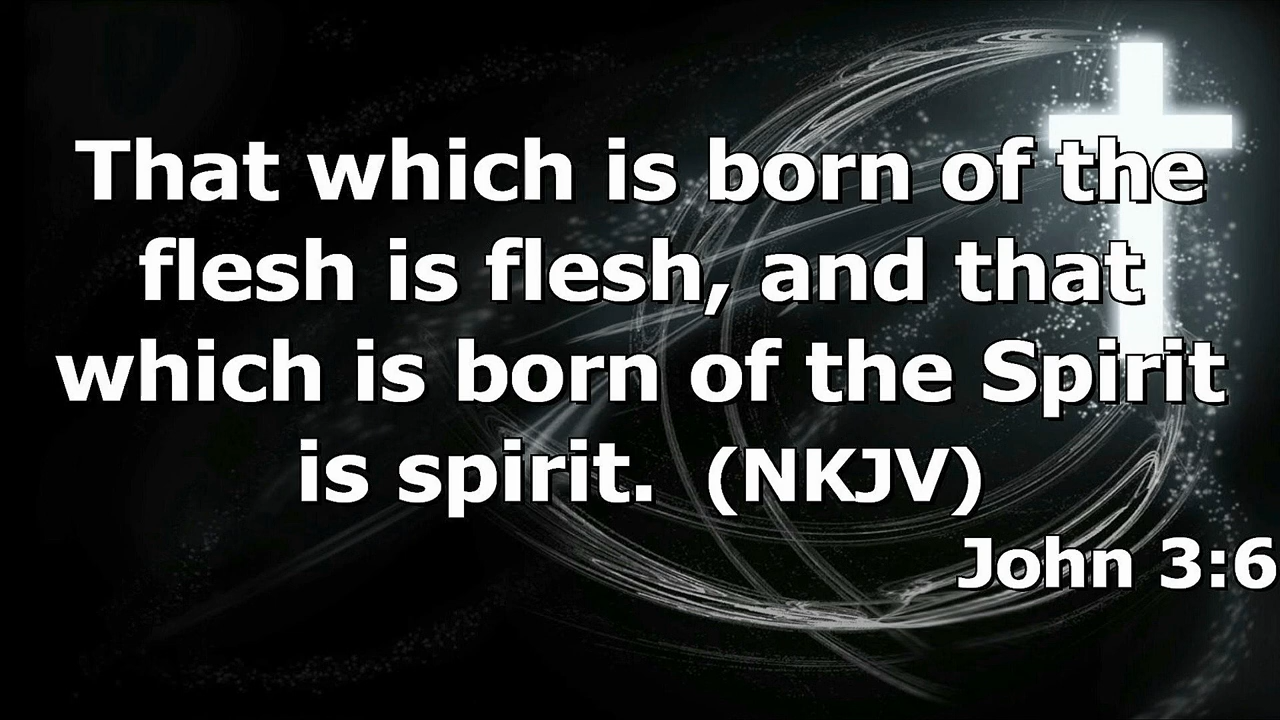 That which is born of the
flesh is flesh, and that
which is born of the Spirit
is spirit.  (NKJV)
John 3:6